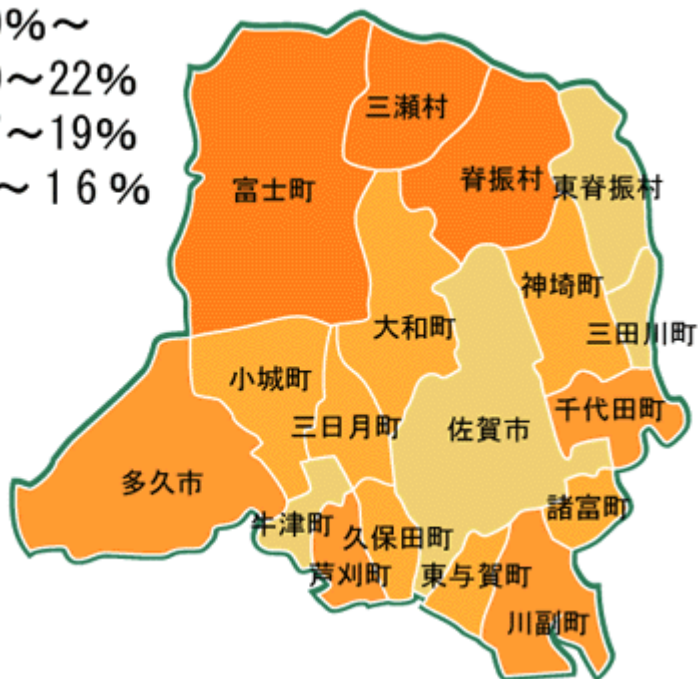 0%～
0～22%
7～19%
～１６%
三瀬村
富士町
脊振村
東脊振村
神埼町
大和町
三田川町
小城町
千代田町
三日月町
佐賀市
多久市
諸富町
牛津町
久保田町
芦刈町
東与賀町
川副町